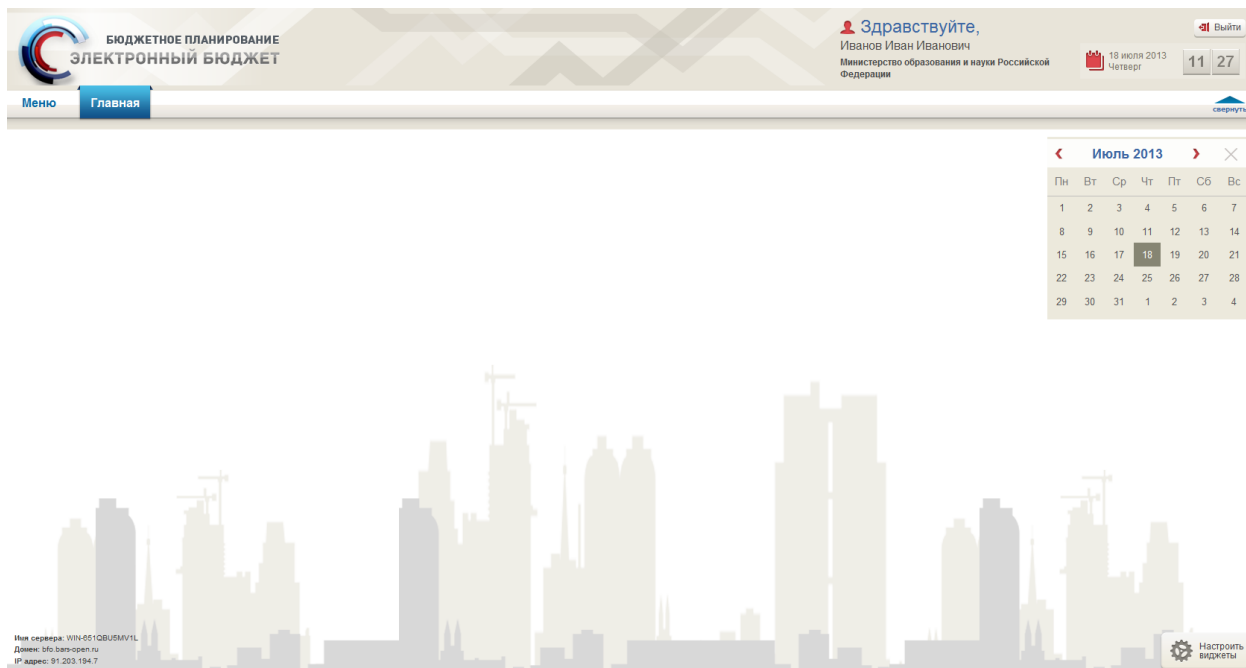 БЮДЖЕТНОЕ ПЛАНИРОВАНИЕ
ЭЛЕКТРОННЫЙ БЮДЖЕТ
Здравствуйте,
Иванов Иван Иванович
Министерство образования и науки Российской
Федерации
Выйти
18 июля 2013
Четверг
11 27
Меню Главная
свернуть
Июль 2013
Пн Вт Ср Чт Пт Сб Вс
1 2 3 4 5 6 7
8 9 10 11 12 13 14
15 16 17 18 19 20 21
22 23 24 25 26 27 28
29 30 31 1 2 3 4
Имя сервера: WIN-651QBU5MV1L
Домен: bfo.bars-open.ru
IP адрес: 91.203.194.7
Настроить
виджеты